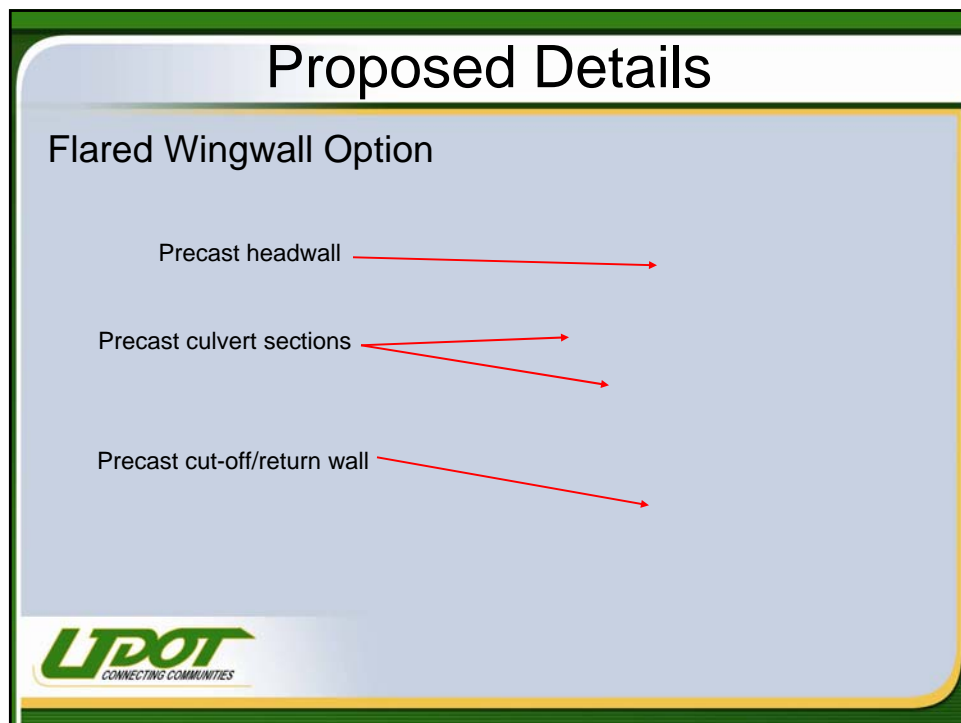 Proposed Details
Flared Wingwall Option
Precast headwall
Precast culvert sections
Precast cut-off/return wall
UDOT
CONNECTING COMMUNITIES